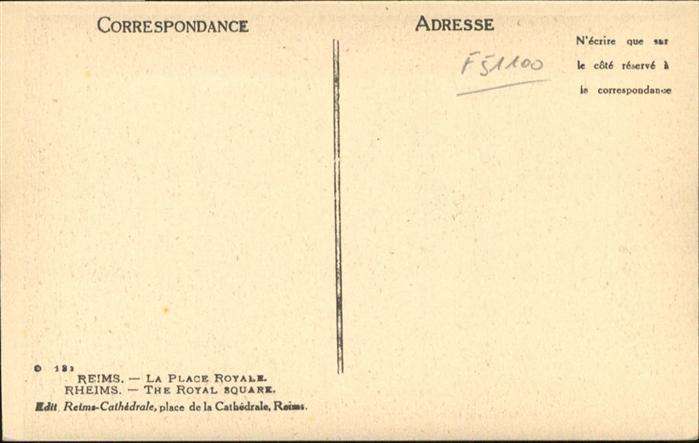 CORRESPONDANCE
ADRESSE
N'écrire que sur
le côté réservé à
la correspondance
REIMS. — LA PLACE ROYALE.
RHEIMS. — THE ROYAL SQUARE.
Edit. Reims-Cathédrale, place de la Cathédrale, Reims.